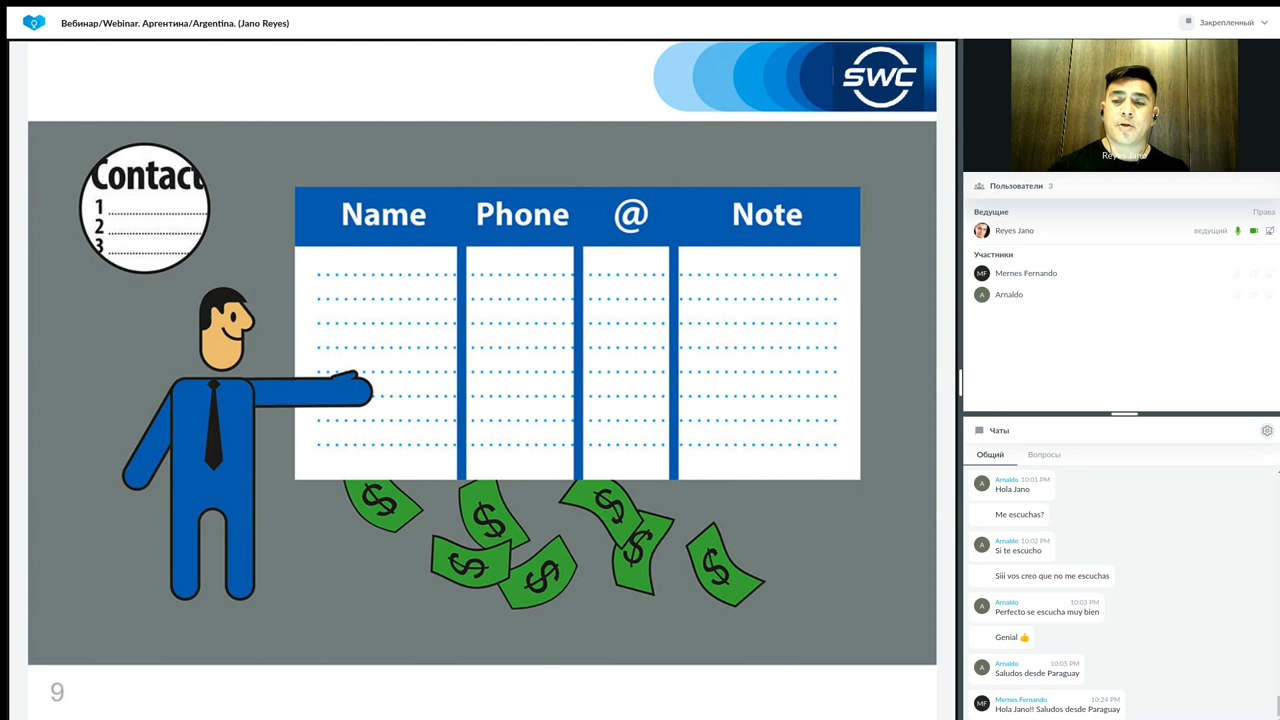 Вебинар/Webinar. Аргентина/Argentina. (Jano Reyes)
Закрепленный
SWC
Contact
1
2
3
Name Phone @ Note
$ $ $ $ $ $ $
9
Reyes Jano
Пользователи 3
Ведущие Права
Reyes Jano ведущий
Участники
MF Mernes Fernando
A Arnaldo
Чаты
Общий Вопросы
Arnaldo 10:01 PM
A Hola Jano
Me escuchas?
Arnaldo 10:02 PM
A Si te escucho
Siii vos creo que no me escuchas
Arnaldo 10:03 PM
A Perfecto se escucha muy bien
Genial 👍
Arnaldo 10:05 PM
A Saludos desde Paraguay
Mernes Fernando 10:24 PM
MF Hola Jano!! Saludos desde Paraguay